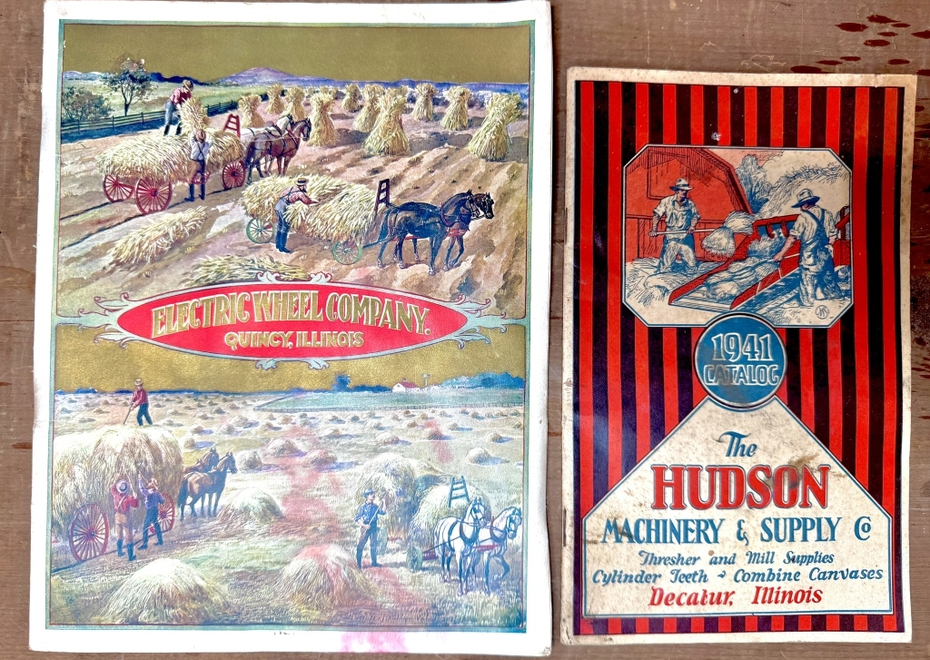 ELECTRIC WHEEL COMPANY.
QUINCY, ILLINOIS
1941
CATALOG
The
HUDSON
MACHINERY & SUPPLY Co
Thresher and Mill Supplies
Cylinder Teeth - Combine Canvases
Decatur, Illinois